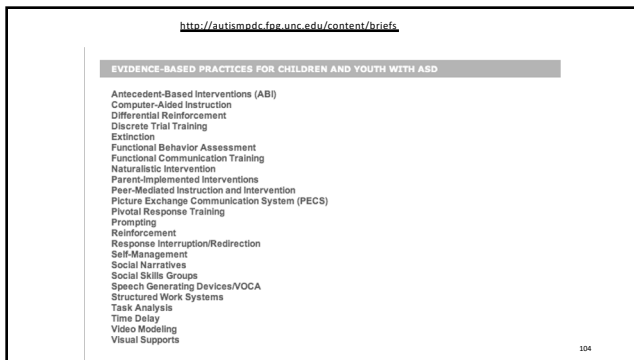 http://autismpdc.fpg.unc.edu/content/briefs
EVIDENCE-BASED PRACTICES FOR CHILDREN AND YOUTH WITH ASD
Antecedent-Based Interventions (ABI)
Computer-Aided Instruction
Differential Reinforcement
Discrete Trial Training
Extinction
Functional Behavior Assessment
Functional Communication Training
Naturalistic Intervention
Parent-Implemented Interventions
Peer-Mediated Instruction and Intervention
Picture Exchange Communication System (PECS)
Pivotal Response Training
Prompting
Reinforcement
Response Interruption/Redirection
Self-Management
Social Narratives
Social Skills Groups
Speech Generating Devices/VOCA
Structured Work Systems
Task Analysis
Time Delay
Video Modeling
Visual Supports
104